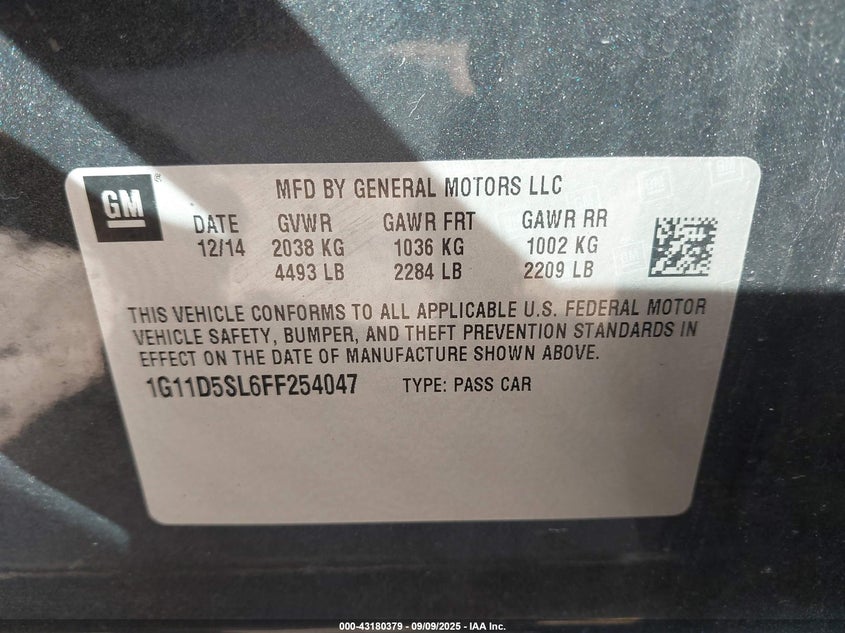 GM
MFD BY GENERAL MOTORS LLC
DATE GVWR GAWR FRT GAWR RR
12/14 2038 KG 1036 KG 1002 KG
4493 LB 2284 LB 2209 LB
THIS VEHICLE CONFORMS TO ALL APPLICABLE U.S. FEDERAL MOTOR
VEHICLE SAFETY, BUMPER, AND THEFT PREVENTION STANDARDS IN
EFFECT ON THE DATE OF MANUFACTURE SHOWN ABOVE.
1G11D5SL6FF254047 TYPE: PASS CAR
000-43180379 - 09/09/2025 - IAA Inc.